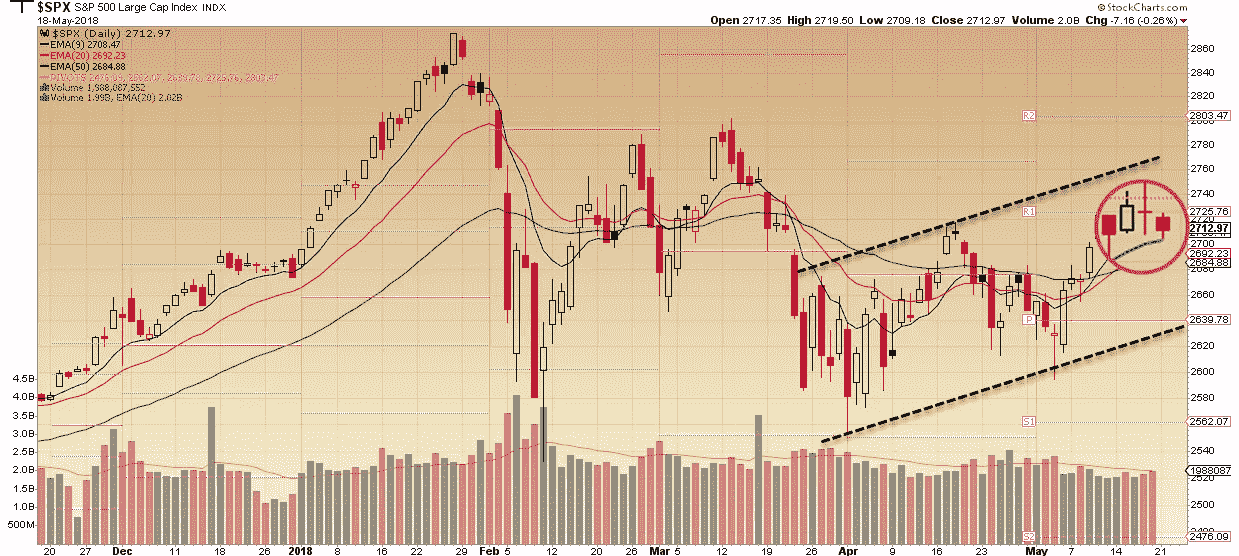 $SPX S&P 500 Large Cap Index INDX
© StockCharts.com
18-May-2018
Open 2717.35 High 2719.50 Low 2709.18 Close 2712.97 Volume 2.0B Chg -7.16 (-0.26%)
$SPX (Daily) 2712.97
EMA(9) 2708.47
EMA(20) 2692.23
EMA(50) 2684.88
PIVOTS 2476.09, 2562.07, 2639.78, 2725.76, 2803.47
Volume 1,988,087,552
Volume 1.99B, EMA(20) 2.02B
2860
2840
2820
R2
2803.47
2780
2760
2740
R1
2725.76
2712.97
2700
2692.23
2684.88
2660
P
2639.78
2620
2600
2580
S1
2562.07
2540
1988087
2520
2500
S2
2476.09
4.5B
4.0B
3.5B
3.0B
2.5B
2.0B
1.5B
1.0B
500M
20 27 Dec 11 18 26 2018 8 16 22 Feb 5 12 20 26 Mar 5 12 19 26 Apr 9 16 23 May 7 14 21